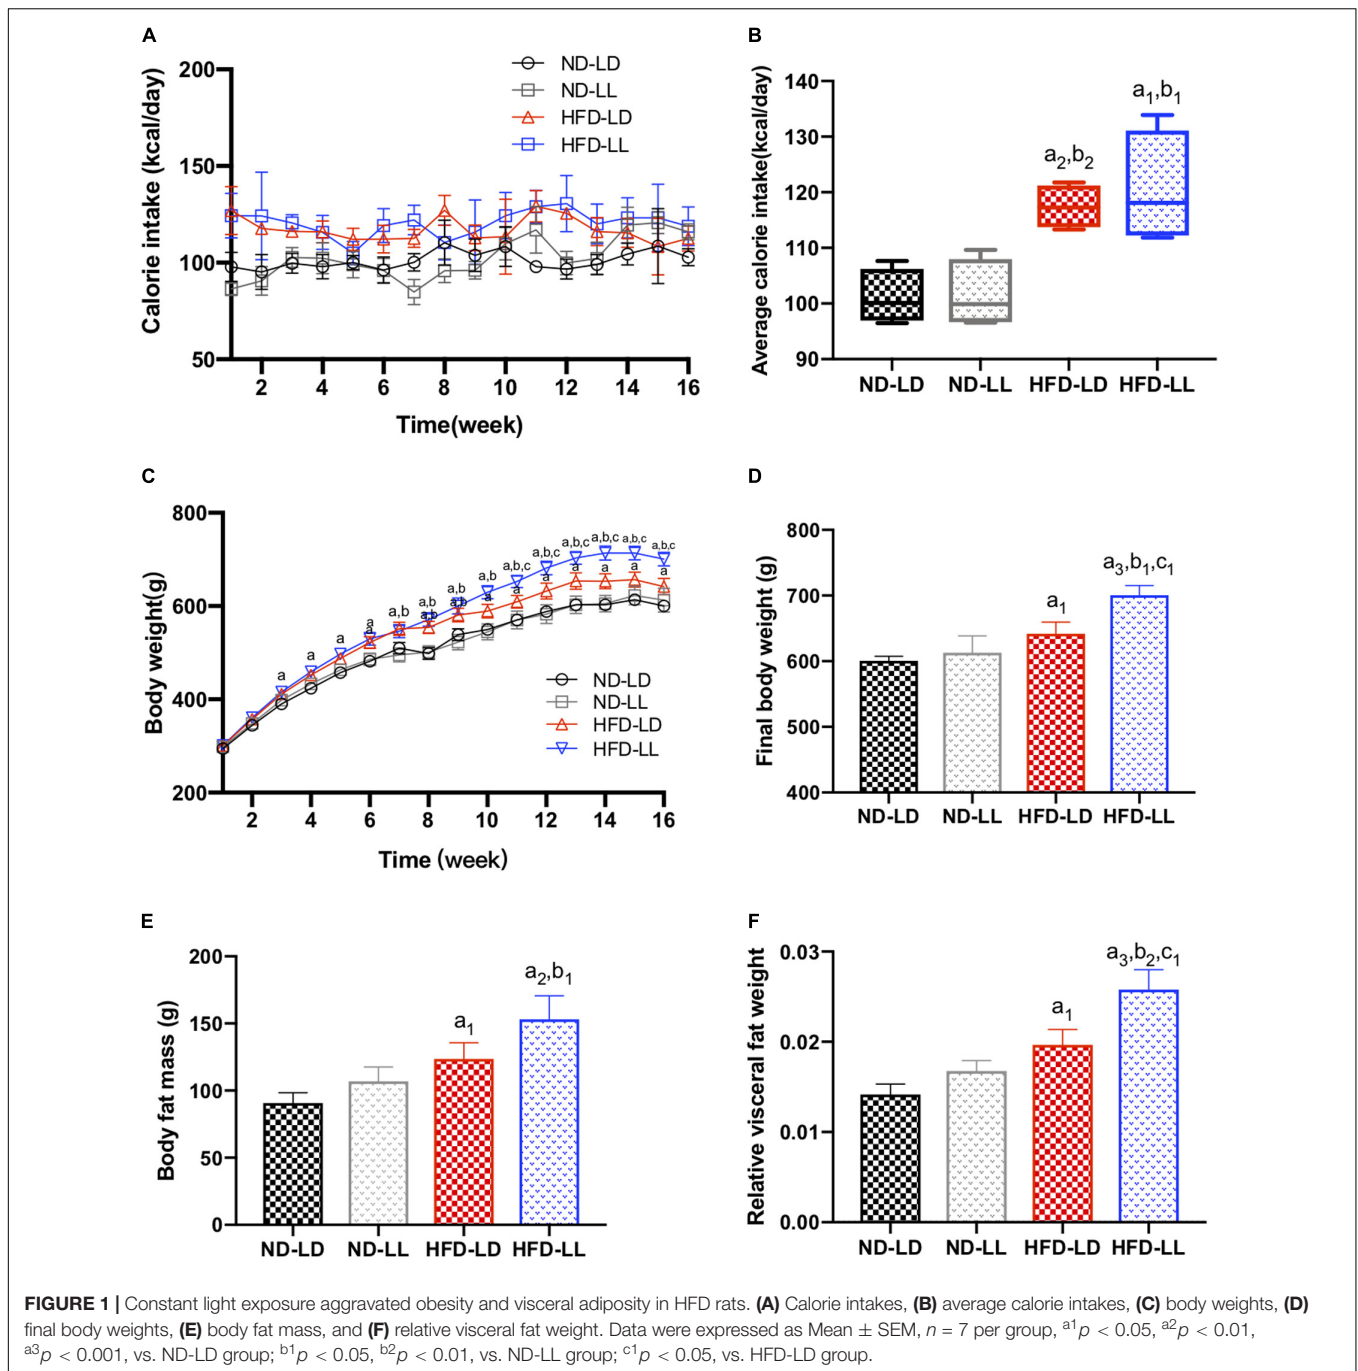 A
Calorie intake (kcal/day)
200
150
100
50
2 4 6 8 10 12 14 16
Time(week)
ND-LD
ND-LL
HFD-LD
HFD-LL
B
Average calorie intake(kcal/day)
140
130
120
110
100
90
a2,b2
a1,b1
ND-LD ND-LL HFD-LD HFD-LL
C
Body weight(g)
800
600
400
200
a a a a a a,b a,b a,b a,b a,b a,b,c a,b,c a,b,c a,b,c a,b,c a,b,c
a,b a,b a a a a a a a
2 4 6 8 10 12 14 16
Time (week)
ND-LD
ND-LL
HFD-LD
HFD-LL
D
Final body weight (g)
800
700
600
500
400
a1
a3,b1,c1
ND-LD ND-LL HFD-LD HFD-LL
E
Body fat mass (g)
200
150
100
50
0
a1
a2,b1
ND-LD ND-LL HFD-LD HFD-LL
F
Relative visceral fat weight
0.03
0.02
0.01
0.00
a1
a3,b2,c1
ND-LD ND-LL HFD-LD HFD-LL
FIGURE 1 | Constant light exposure aggravated obesity and visceral adiposity in HFD rats. (A) Calorie intakes, (B) average calorie intakes, (C) body weights, (D)
final body weights, (E) body fat mass, and (F) relative visceral fat weight. Data were expressed as Mean ± SEM, n = 7 per group, a1p < 0.05, a2p < 0.01,
a3p < 0.001, vs. ND-LD group; b1p < 0.05, b2p < 0.01, vs. ND-LL group; c1p < 0.05, vs. HFD-LD group.